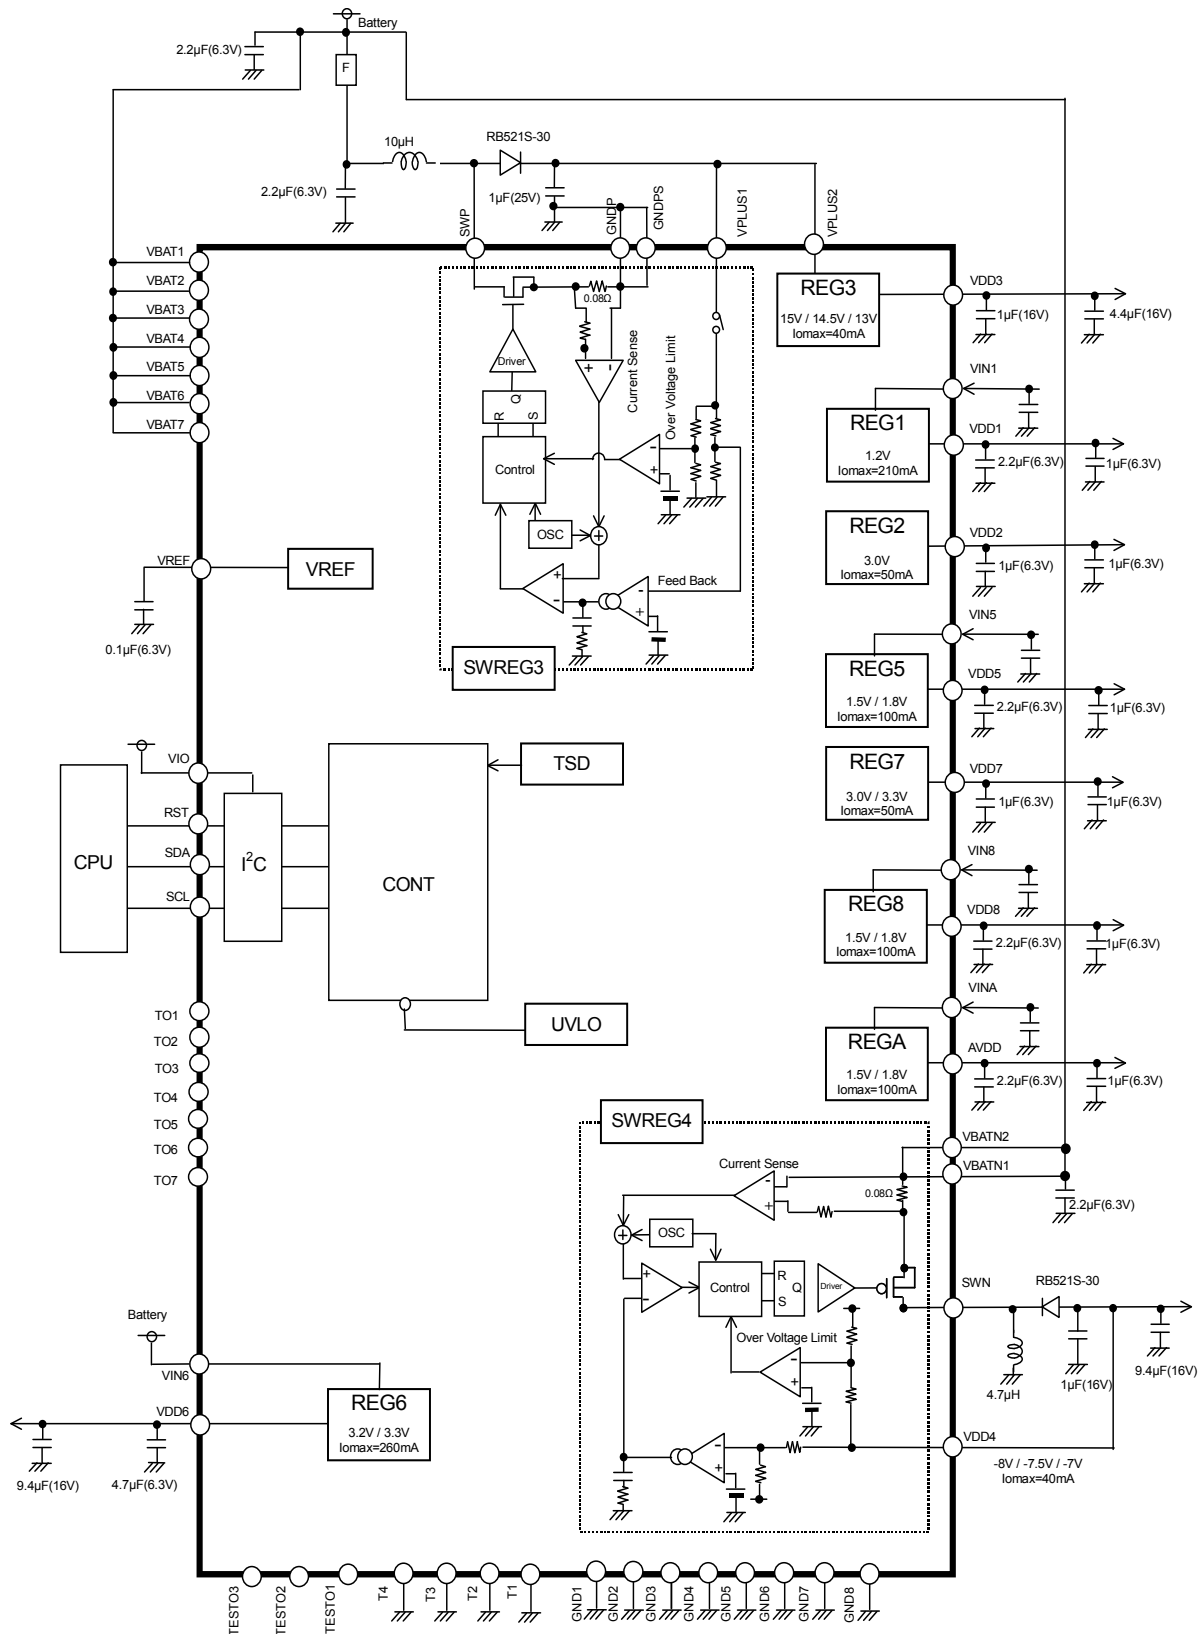 Battery
2.2µF(6.3V)
F
10µH
RB521S-30
2.2µF(6.3V)
1µF(25V)
SWP
GNDP
GNDPS
VPLUS1
VPLUS2
VBAT1
VBAT2
VBAT3
VBAT4
VBAT5
VBAT6
VBAT7
0.08Ω
Driver
+ -
Current Sense
Over Voltage Limit
Q
R S
Control
-
+
OSC
+
+
-
Feed Back
-
+
SWREG3
REG3
15V / 14.5V / 13V
Iomax=40mA
VDD3
1µF(16V)
4.4µF(16V)
VIN1
REG1
1.2V
Iomax=210mA
VDD1
2.2µF(6.3V)
1µF(6.3V)
REG2
3.0V
Iomax=50mA
VDD2
1µF(6.3V)
1µF(6.3V)
VREF
VREF
0.1µF(6.3V)
VIN5
REG5
1.5V / 1.8V
Iomax=100mA
VDD5
2.2µF(6.3V)
1µF(6.3V)
REG7
3.0V / 3.3V
Iomax=50mA
VDD7
1µF(6.3V)
1µF(6.3V)
VIO
RST
SDA
SCL
CPU
I²C
CONT
TSD
UVLO
VIN8
REG8
1.5V / 1.8V
Iomax=100mA
VDD8
2.2µF(6.3V)
1µF(6.3V)
VINA
REGA
1.5V / 1.8V
Iomax=100mA
AVDD
2.2µF(6.3V)
1µF(6.3V)
TO1
TO2
TO3
TO4
TO5
TO6
TO7
SWREG4
VBATN2
VBATN1
2.2µF(6.3V)
Current Sense
-
+
0.08Ω
+
OSC
+
-
Control
R
Q
S
Driver
SWN
RB521S-30
4.7µH
1µF(16V)
9.4µF(16V)
Over Voltage Limit
-
+
-
+
VDD4
-8V / -7.5V / -7V
Iomax=40mA
Battery
VIN6
VDD6
REG6
3.2V / 3.3V
Iomax=260mA
9.4µF(16V)
4.7µF(6.3V)
TESTO3
TESTO2
TESTO1
T4
T3
T2
T1
GND1
GND2
GND3
GND4
GND5
GND6
GND7
GND8